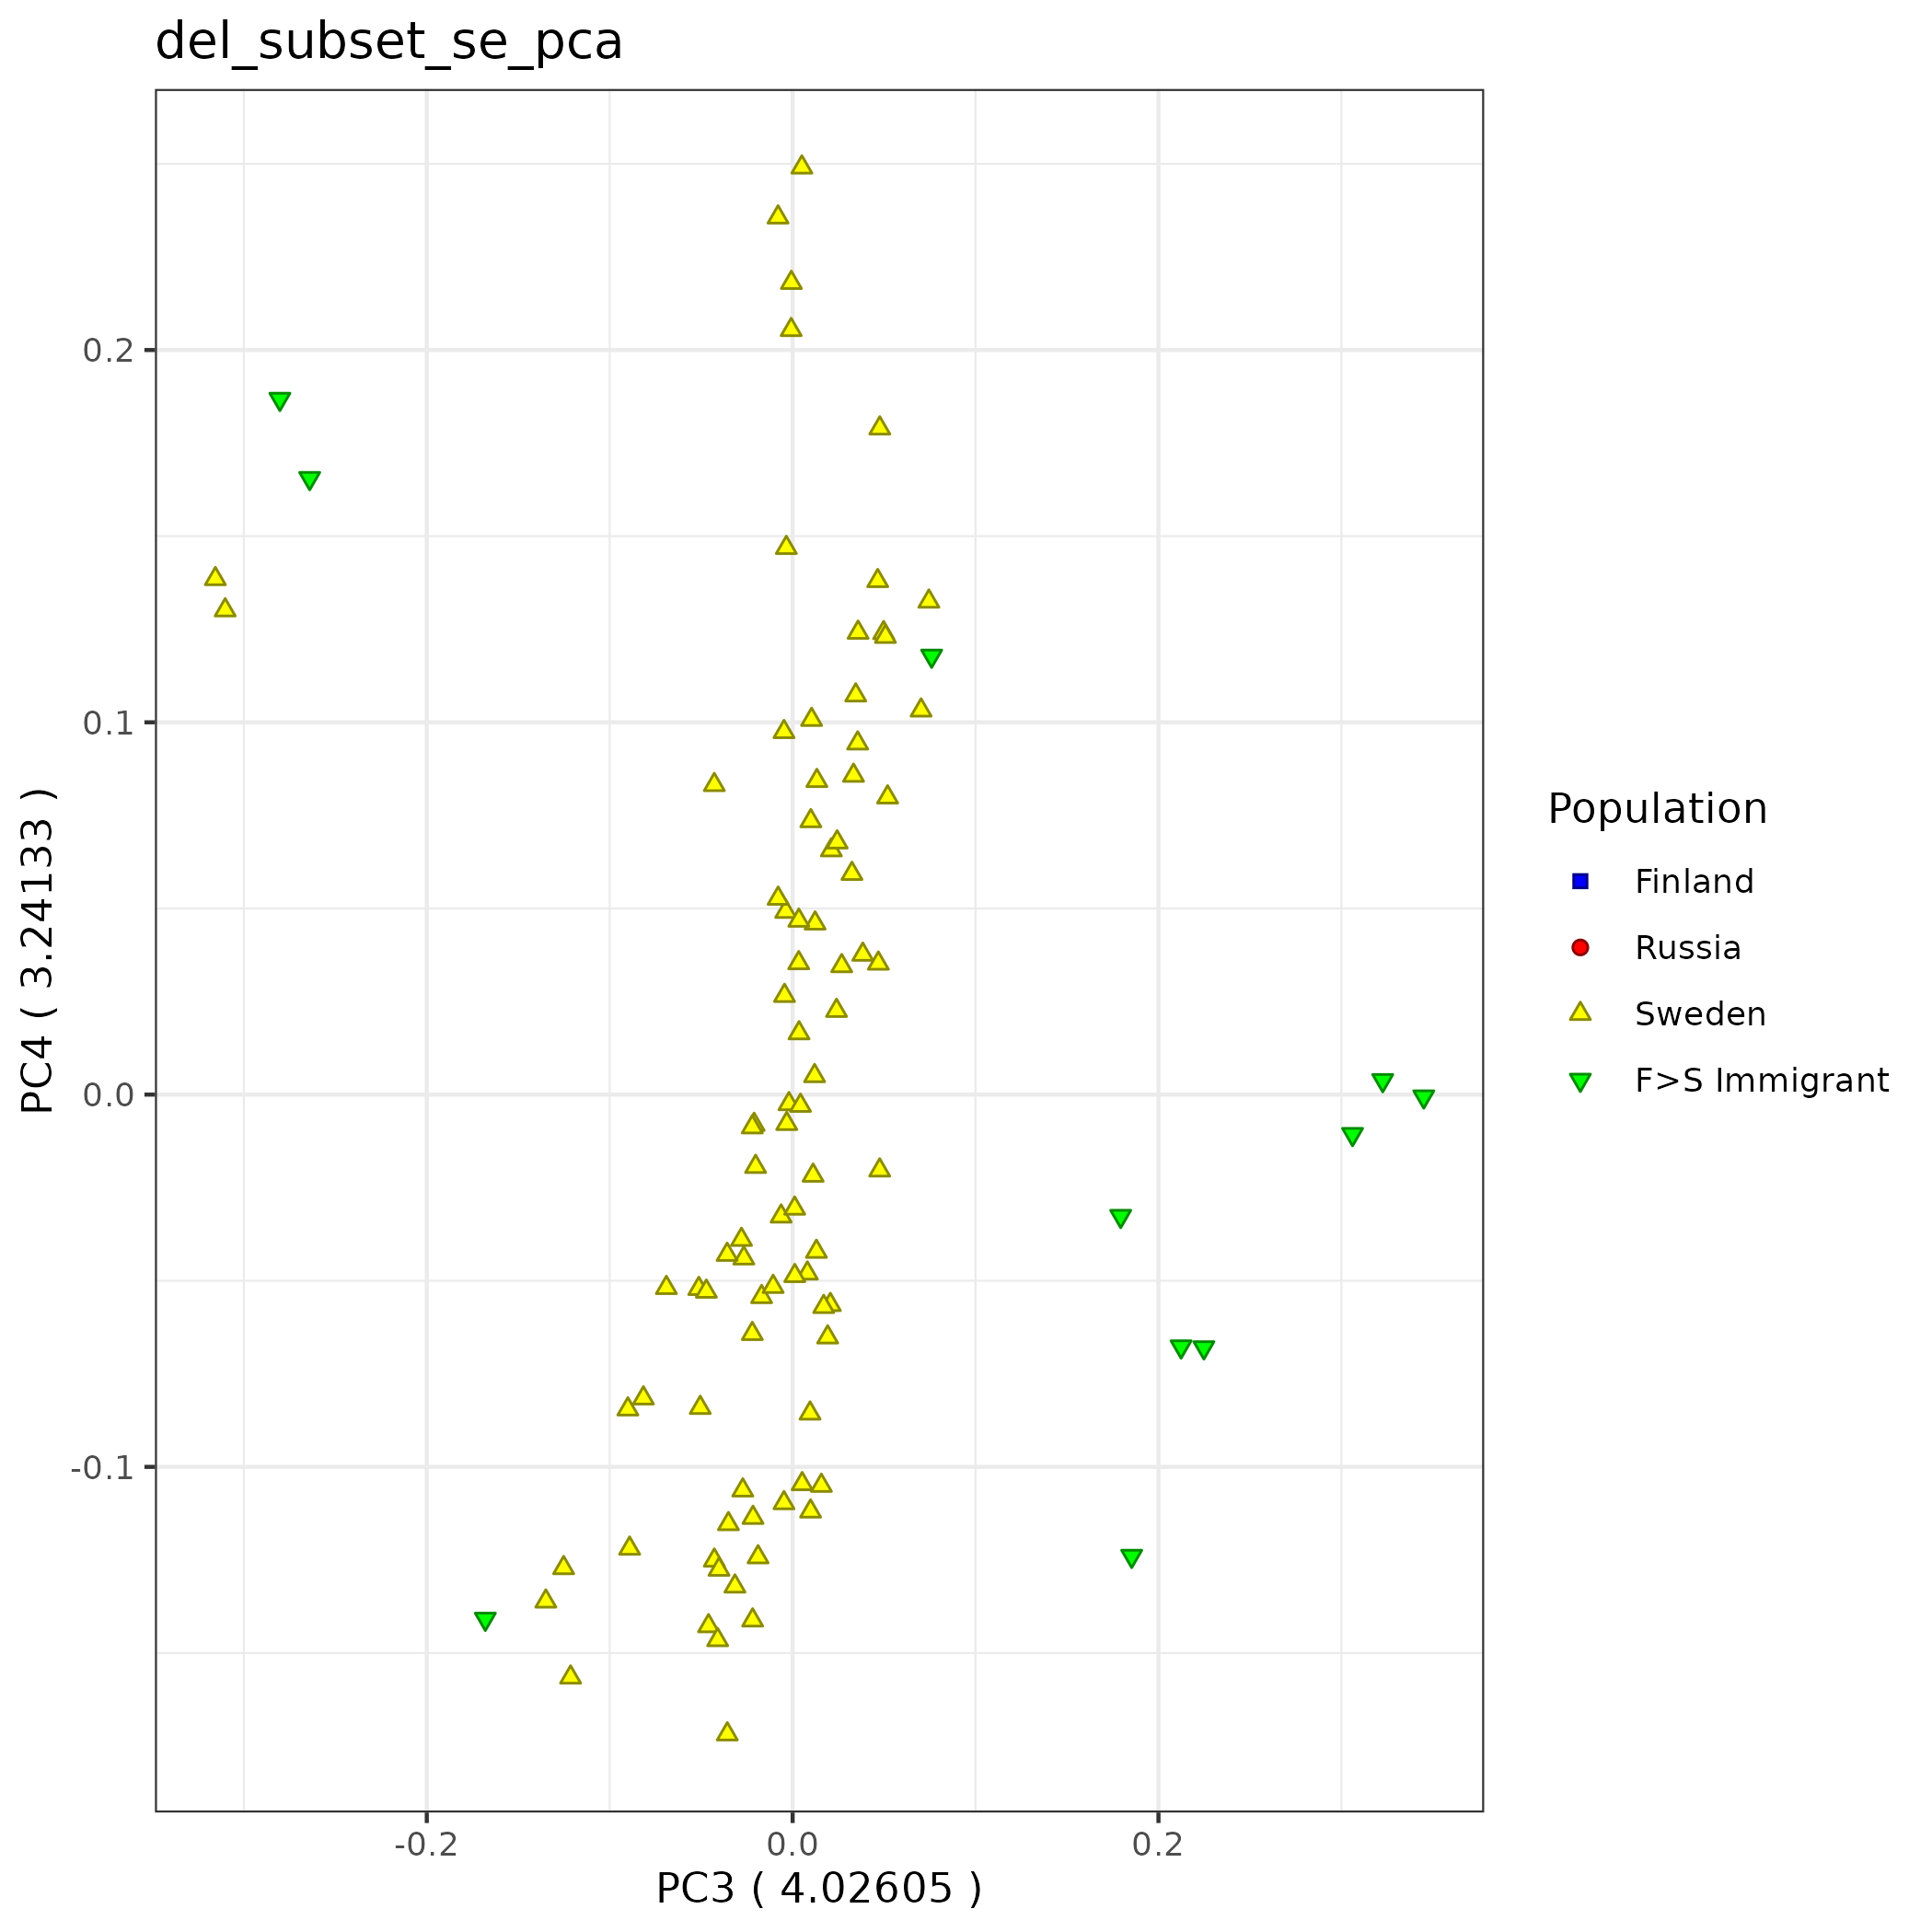 del_subset_se_pca
0.2
0.1
0.0
-0.1
PC4 ( 3.24133 )
-0.2
0.0
0.2
PC3 ( 4.02605 )
Population
Finland
Russia
Sweden
F>S Immigrant